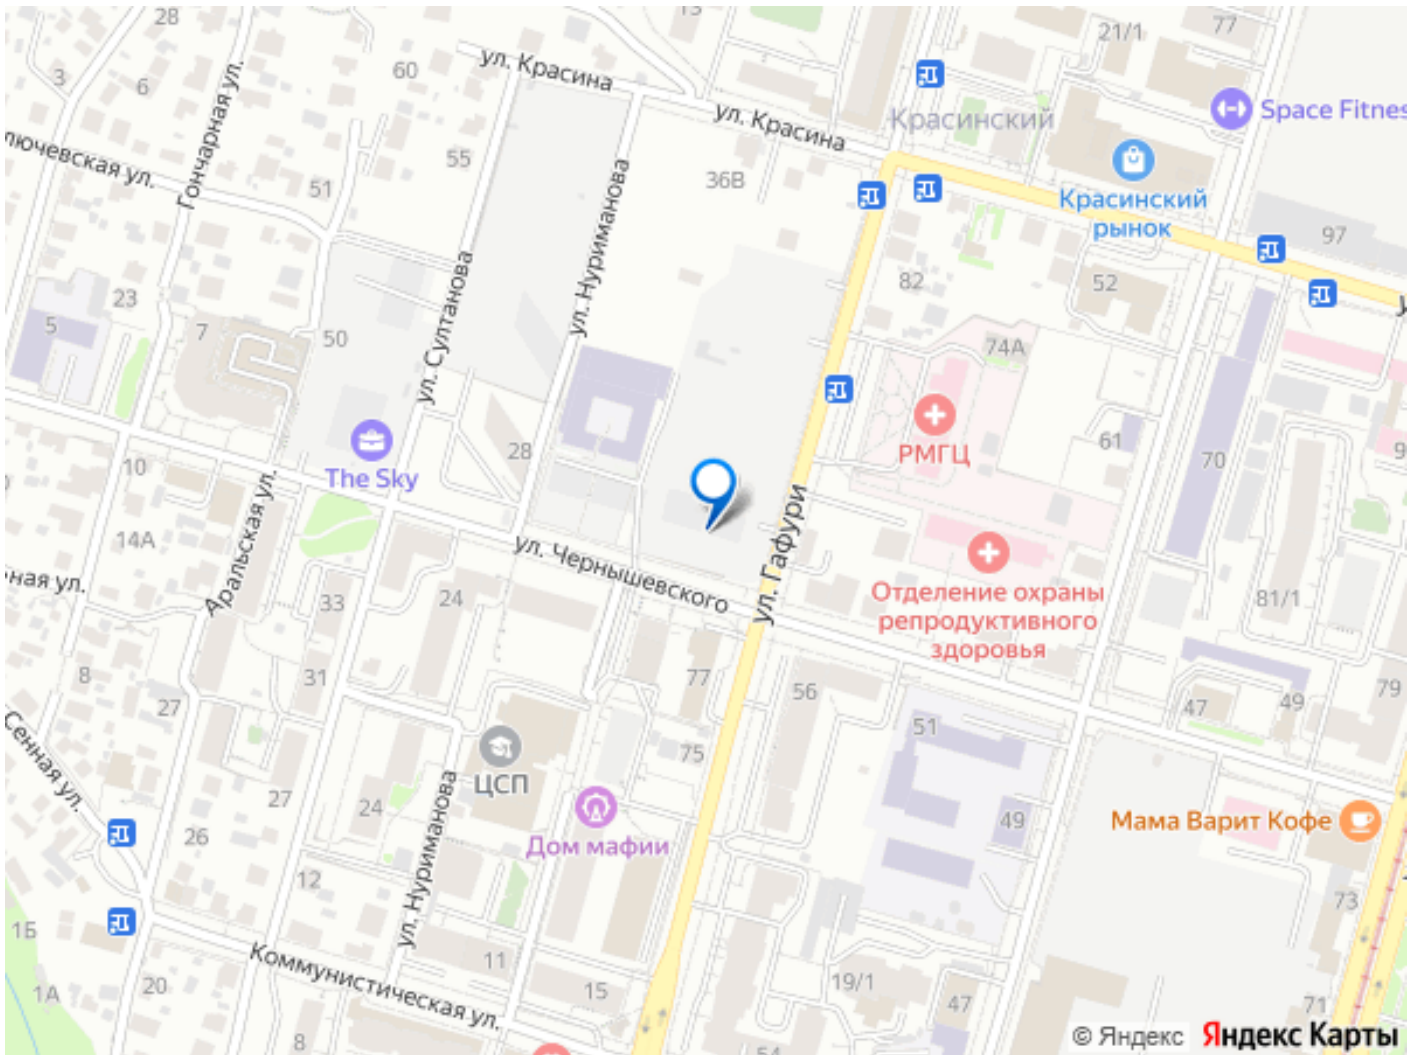 28
13
21/1
77
ул. Красина
3
6
60
Гончарная ул.
Space Fitnes
ул. Красина
Красинский
лючевская ул.
55
51
36В
Красинский
рынок
ул. Нуриманова
97
82
52
ул. Султанова
23
5
7
50
74А
61
РМГЦ
The Sky
28
10
70
14А
Аральская ул.
ул. Чернышевского
ул. Гафури
ная ул.
33
24
Отделение охраны
репродуктивного
здоровья
81/1
8
31
77
56
27
47
49
79
51
Сенная ул.
75
ЦСП
27
24
ул. Нуриманова
Дом мафии
49
Мама Варит Кофе
26
12
73
1Б
Коммунистическая ул.
11
15
19/1
47
1А
20
71
8
54
© Яндекс Яндекс Карты